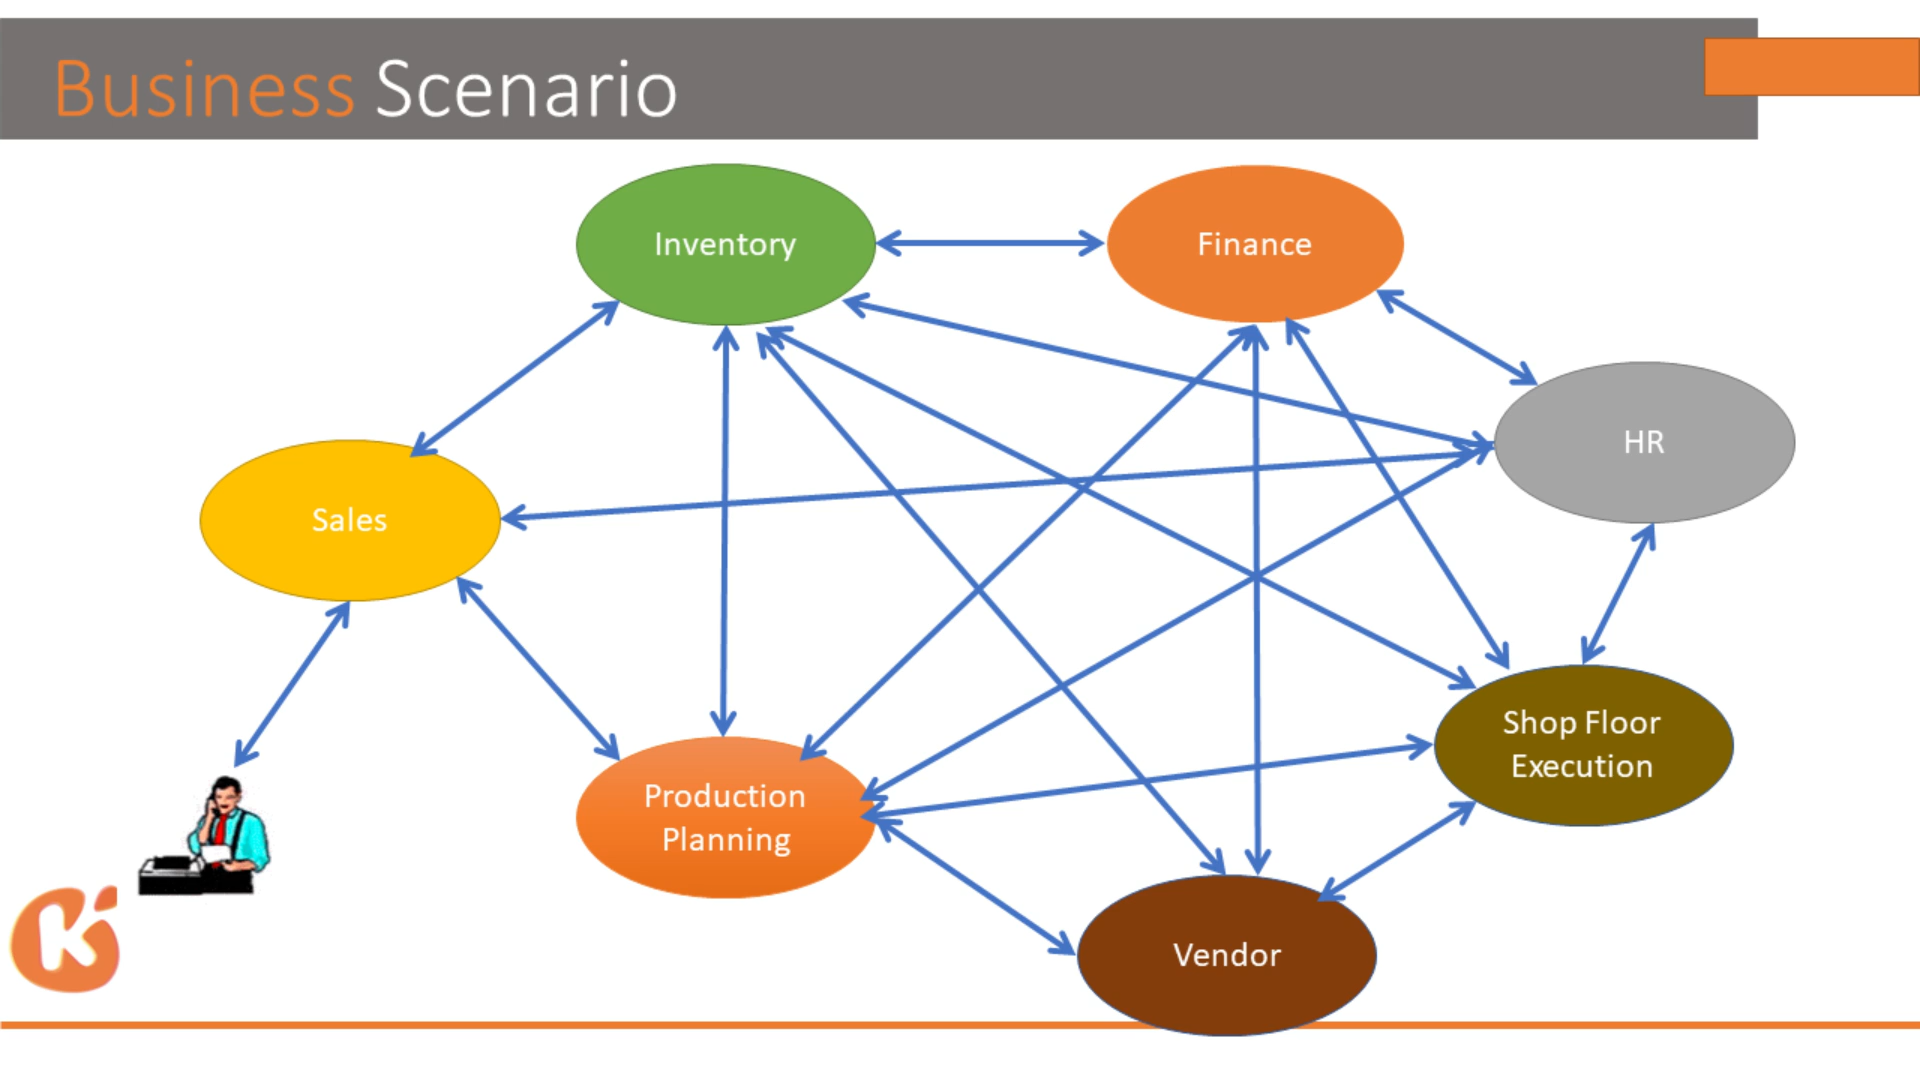 Business Scenario
Inventory
Finance
HR
Sales
Shop Floor
Execution
Production
Planning
Vendor
K